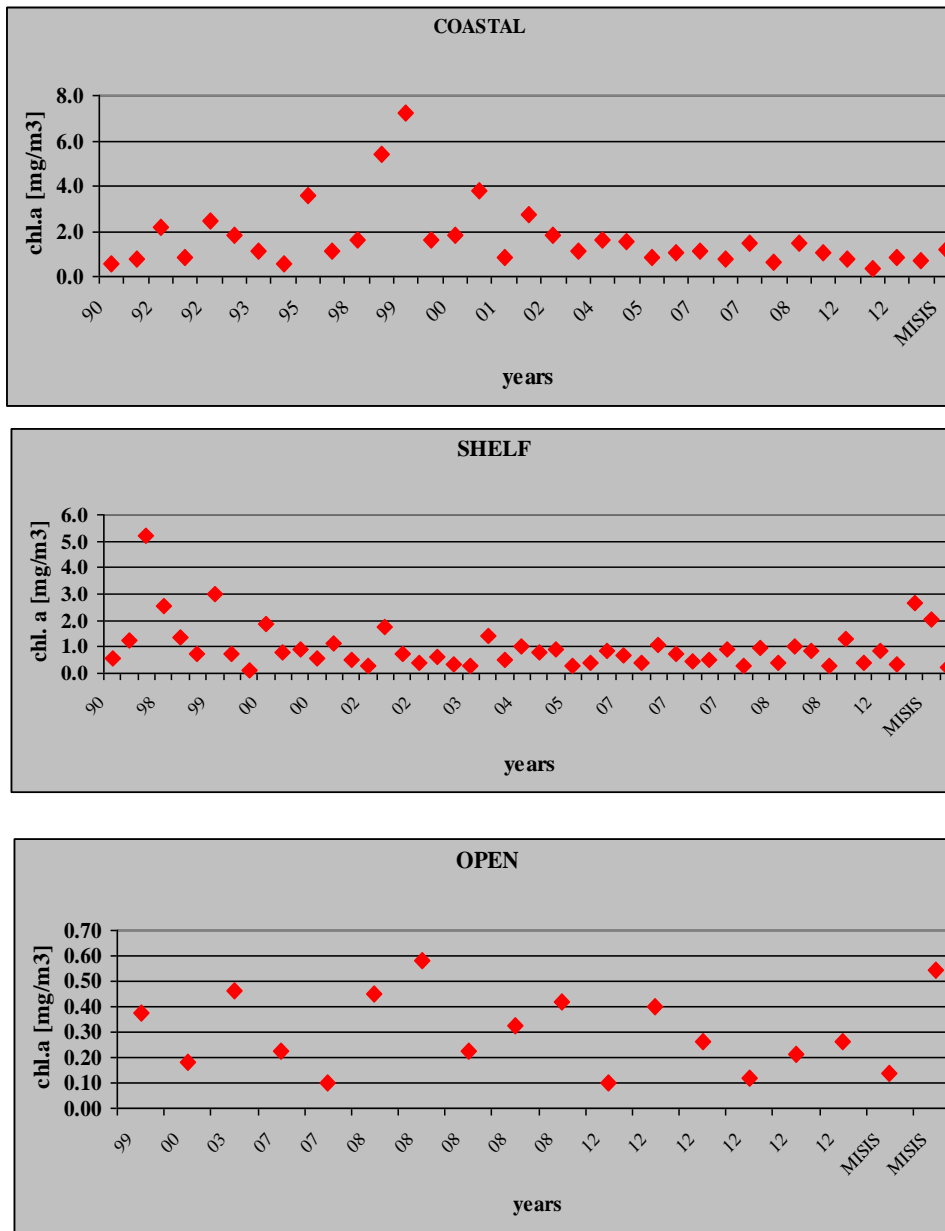 COASTAL
chl.a [mg/m3]
8.0
6.0
4.0
2.0
0.0
90 92 92 93 95 98 99 00 01 02 04 05 07 07 08 12 12 MISIS
years
SHELF
chl. a [mg/m3]
6.0
5.0
4.0
3.0
2.0
1.0
0.0
90 98 99 00 00 02 02 03 05 07 07 07 08 08 12 MISIS
years
OPEN
chl.a [mg/m3]
0.70
0.60
0.50
0.40
0.30
0.20
0.10
0.00
99 00 03 07 07 08 08 08 08 08 12 12 12 12 12 12 MISIS MISIS
years